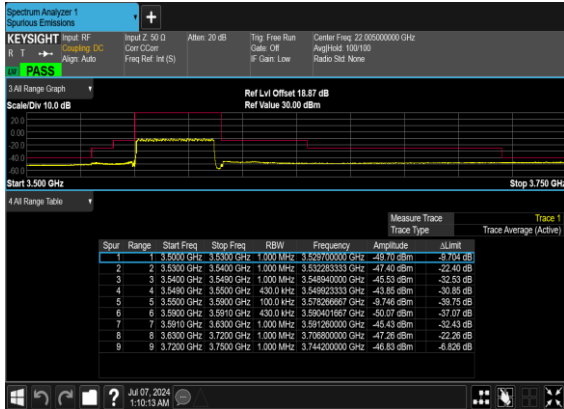 Spectrum Analyzer 1
Spurious Emissions
KEYSIGHT Input: RF Input Z: 50 Ω Atten: 20 dB Trig: Free Run Center Freq: 22.005000000 GHz
R T Coupling: DC Corr CCorr Gate: Off Avg|Hold: 100/100
Align: Auto Freq Ref: Int (S) IF Gain: Low Radio Std: None
LW PASS
3 All Range Graph
Ref Lvl Offset 18.87 dB
Scale/Div 10.0 dB Ref Value 30.00 dBm
20.0
0.00
-20.0
-40.0
-60.0
Start 3.500 GHz Stop 3.750 GHz
4 All Range Table
Measure Trace Trace 1
Trace Type Trace Average (Active)
Spur Range Start Freq Stop Freq RBW Frequency Amplitude ΔLimit
1 1 3.5000 GHz 3.5300 GHz 1.000 MHz 3.529700000 GHz -49.70 dBm -9.704 dB
2 2 3.5300 GHz 3.5400 GHz 1.000 MHz 3.532283333 GHz -47.40 dBm -22.40 dB
3 3 3.5400 GHz 3.5490 GHz 1.000 MHz 3.548940000 GHz -45.53 dBm -32.53 dB
4 4 3.5490 GHz 3.5500 GHz 430.0 kHz 3.549923333 GHz -43.85 dBm -30.85 dB
5 5 3.5500 GHz 3.5900 GHz 100.0 kHz 3.578266667 GHz -9.746 dBm -39.75 dB
6 6 3.5900 GHz 3.5910 GHz 430.0 kHz 3.590401667 GHz -50.07 dBm -37.07 dB
7 7 3.5910 GHz 3.6300 GHz 1.000 MHz 3.591260000 GHz -45.43 dBm -32.43 dB
8 8 3.6300 GHz 3.7200 GHz 1.000 MHz 3.706800000 GHz -47.26 dBm -22.26 dB
9 9 3.7200 GHz 3.7500 GHz 1.000 MHz 3.744200000 GHz -46.83 dBm -6.826 dB
Jul 07, 2024
1:10:13 AM